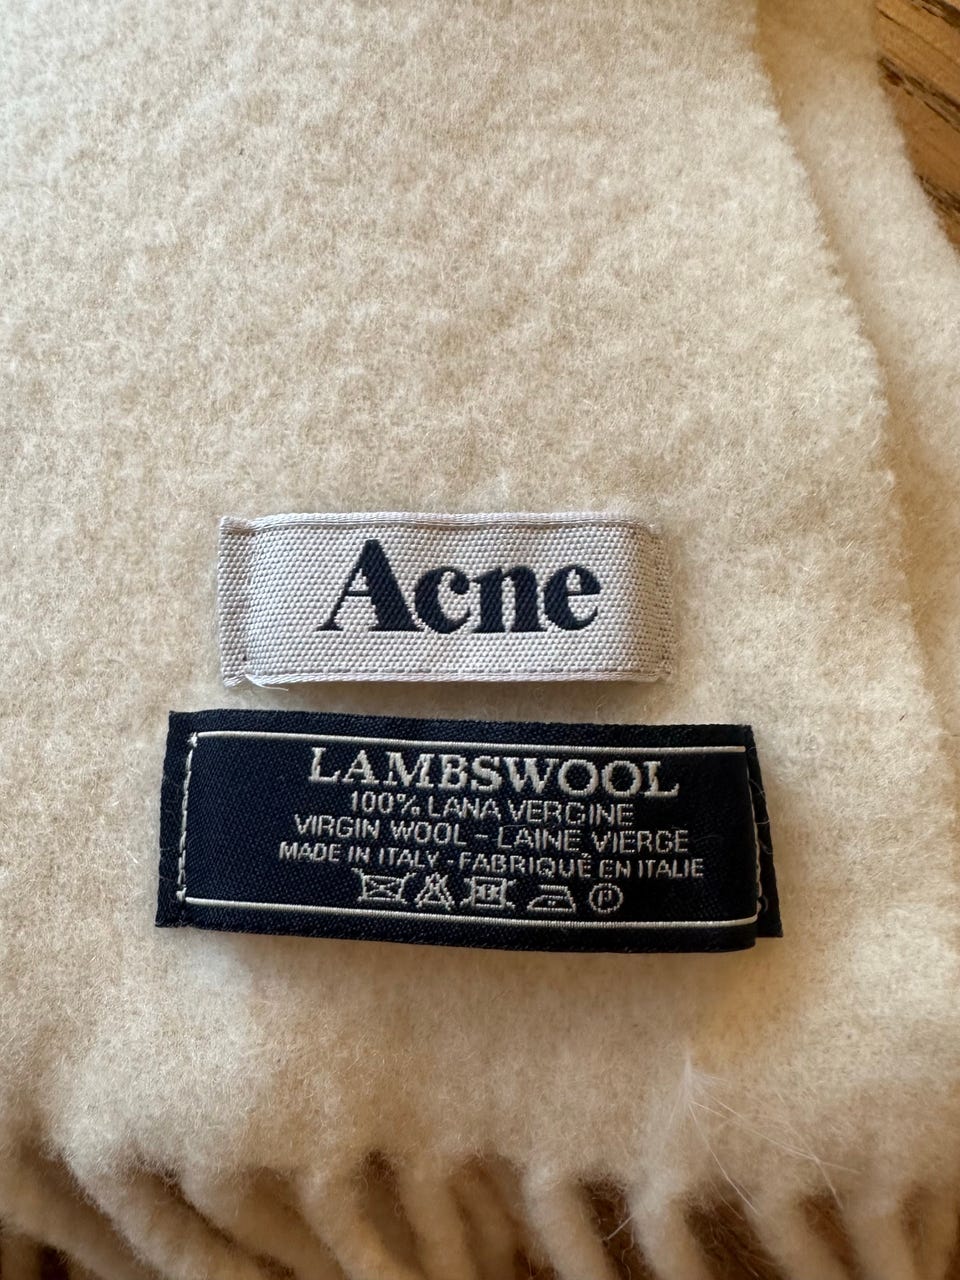 Acne
LAMBSWOOL
100% LANA VERGINE
VIRGIN WOOL - LAINE VIERGE
MADE IN ITALY - FABRIQUÉ EN ITALIE
P